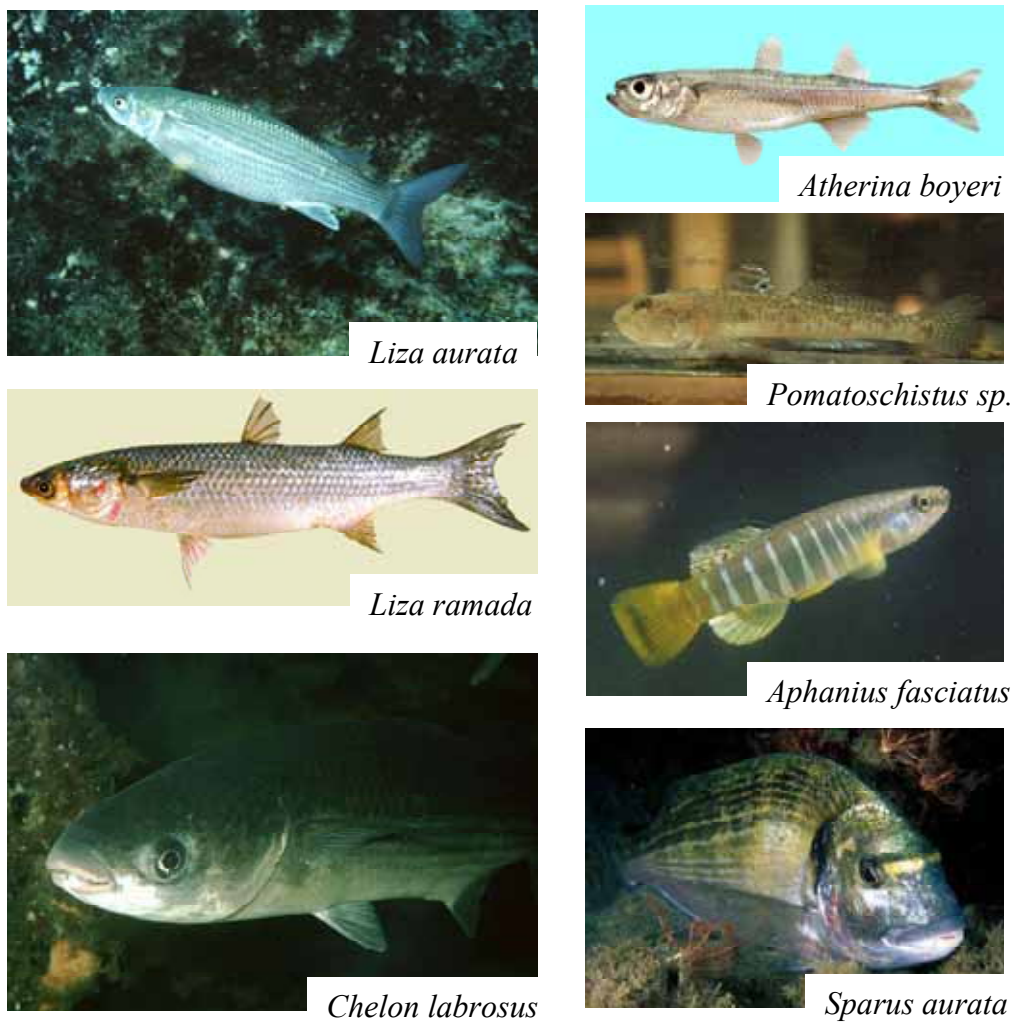 Liza aurata
Liza ramada
Chelon labrosus
Atherina boyeri
Pomatoschistus sp.
Aphanius fasciatus
Sparus aurata